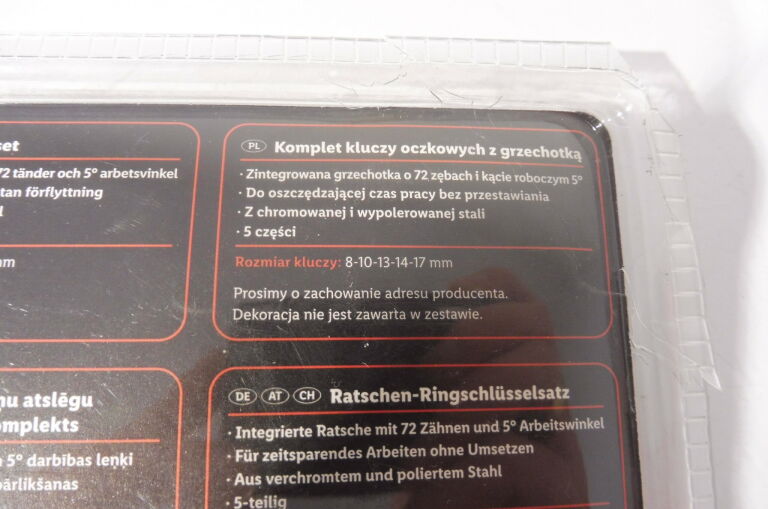 set
72 tänder och 5° arbetsvinkel
utan förflyttning
mm
PL Komplet kluczy oczkowych z grzechotką
· Zintegrowana grzechotka o 72 zębach i kącie roboczym 5°
· Do oszczędzającej czas pracy bez przestawiania
· Z chromowanej i wypolerowanej stali
· 5 części
Rozmiar kluczy: 8-10-13-14-17 mm
Prosimy o zachowanie adresu producenta.
Dekoracja nie jest zawarta w zestawie.
atslēgu
komplekts
5° darbības leņķi
pārlikšanas
DE AT CH Ratschen-Ringschlüsselsatz
· Integrierte Ratsche mit 72 Zähnen und 5° Arbeitswinkel
· Für zeitsparendes Arbeiten ohne Umsetzen
· Aus verchromtem und poliertem Stahl
· 5-teilig